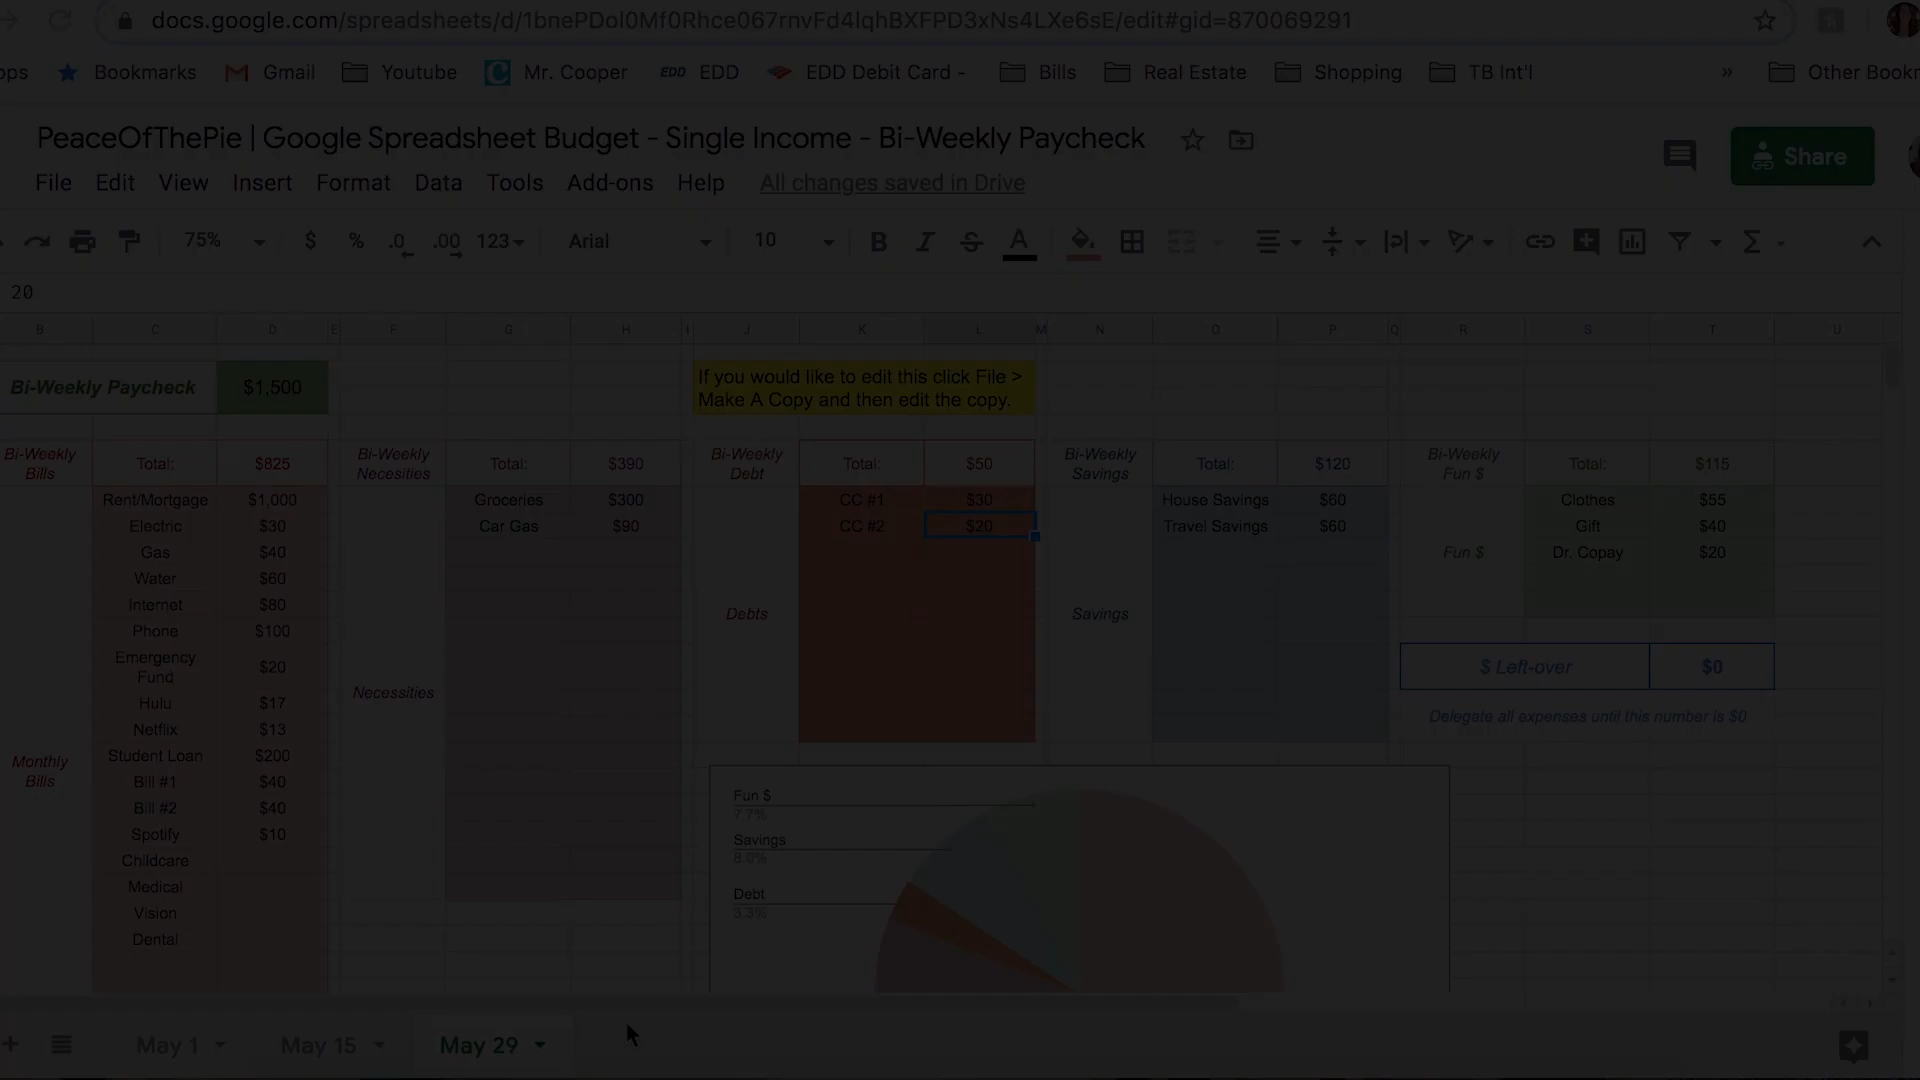 docs.google.com/spreadsheets/d/1bnePDol0Mf0Rhce067rnvFd4lqhBXFPD3xNs4LXe6sE/edit#gid=870069291
ops Bookmarks Gmail Youtube Mr. Cooper EDD EDD EDD Debit Card - Bills Real Estate Shopping TB Int'l » Other Bookr
PeaceOfThePie | Google Spreadsheet Budget - Single Income - Bi-Weekly Paycheck
Share
File Edit View Insert Format Data Tools Add-ons Help All changes saved in Drive
75% $ % .0 .00 123 Arial 10 B I S A Σ
20
B C D E F G H I J K L M N O P Q R S T U
Bi-Weekly Paycheck $1,500
If you would like to edit this click File >
Make A Copy and then edit the copy.
Bi-Weekly Bills Total: $825 Bi-Weekly Necesities Total: $390 Bi-Weekly Debt Total: $50 Bi-Weekly Savings Total: $120 Bi-Weekly Fun $ Total: $115
Rent/Mortgage $1,000 Groceries $300 CC #1 $30 House Savings $60 Clothes $55
Electric $30 Car Gas $90 CC #2 $20 Travel Savings $60 Gift $40
Gas $40 Fun $ Dr. Copay $20
Water $60
Internet $80 Debts Savings
Phone $100
Emergency Fund $20 $ Left-over $0
Hulu $17 Necessities
Delegate all expenses until this number is $0
Netflix $13
Student Loan $200
Monthly Bills
Bill #1 $40
Bill #2 $40
Spotify $10
Childcare
Medical
Vision
Dental
Fun $
7.7%
Savings
8.0%
Debt
3.3%
+ May 1 May 15 May 29